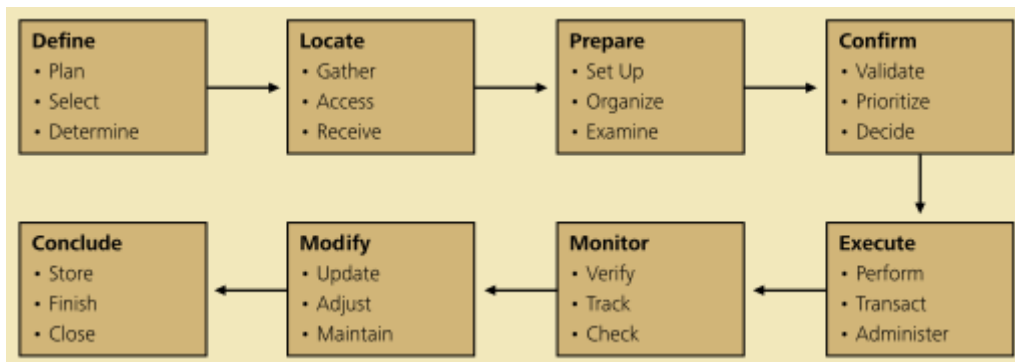 Define
• Plan
• Select
• Determine
Locate
• Gather
• Access
• Receive
Prepare
• Set Up
• Organize
• Examine
Confirm
• Validate
• Prioritize
• Decide
Execute
• Perform
• Transact
• Administer
Monitor
• Verify
• Track
• Check
Modify
• Update
• Adjust
• Maintain
Conclude
• Store
• Finish
• Close